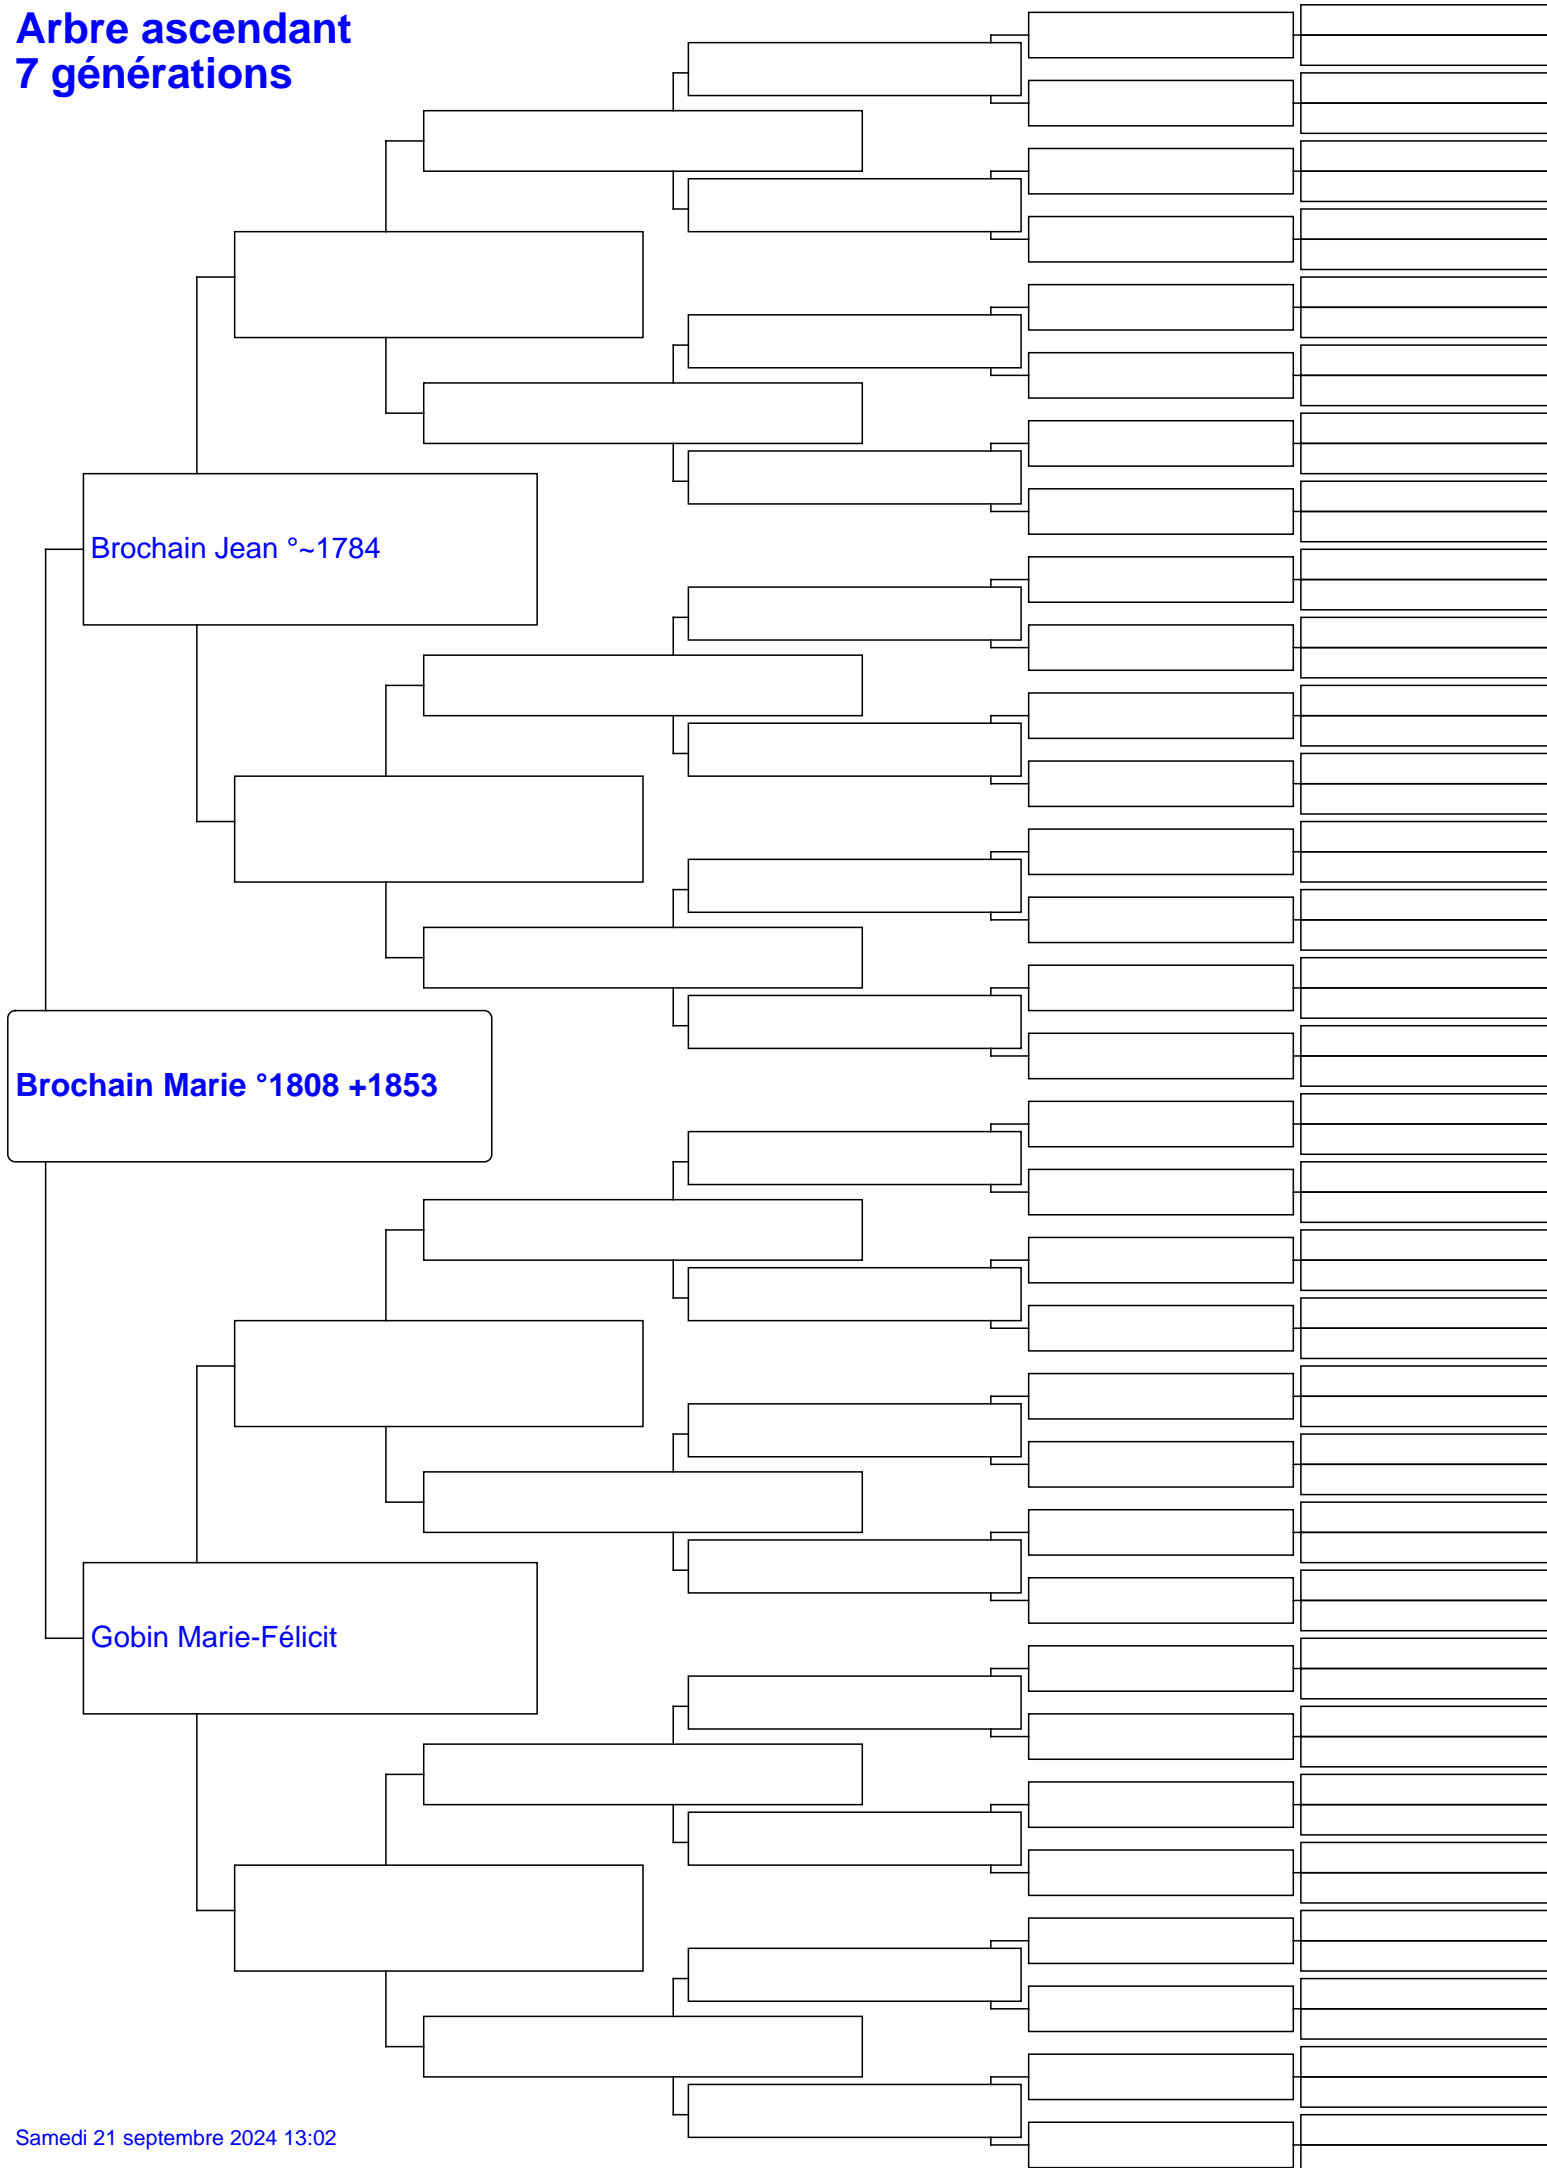 Arbre ascendant
7 générations
Brochain Jean °~1784
Brochain Marie °1808 +1853
Gobin Marie-Félicit
Samedi 21 septembre 2024 13:02